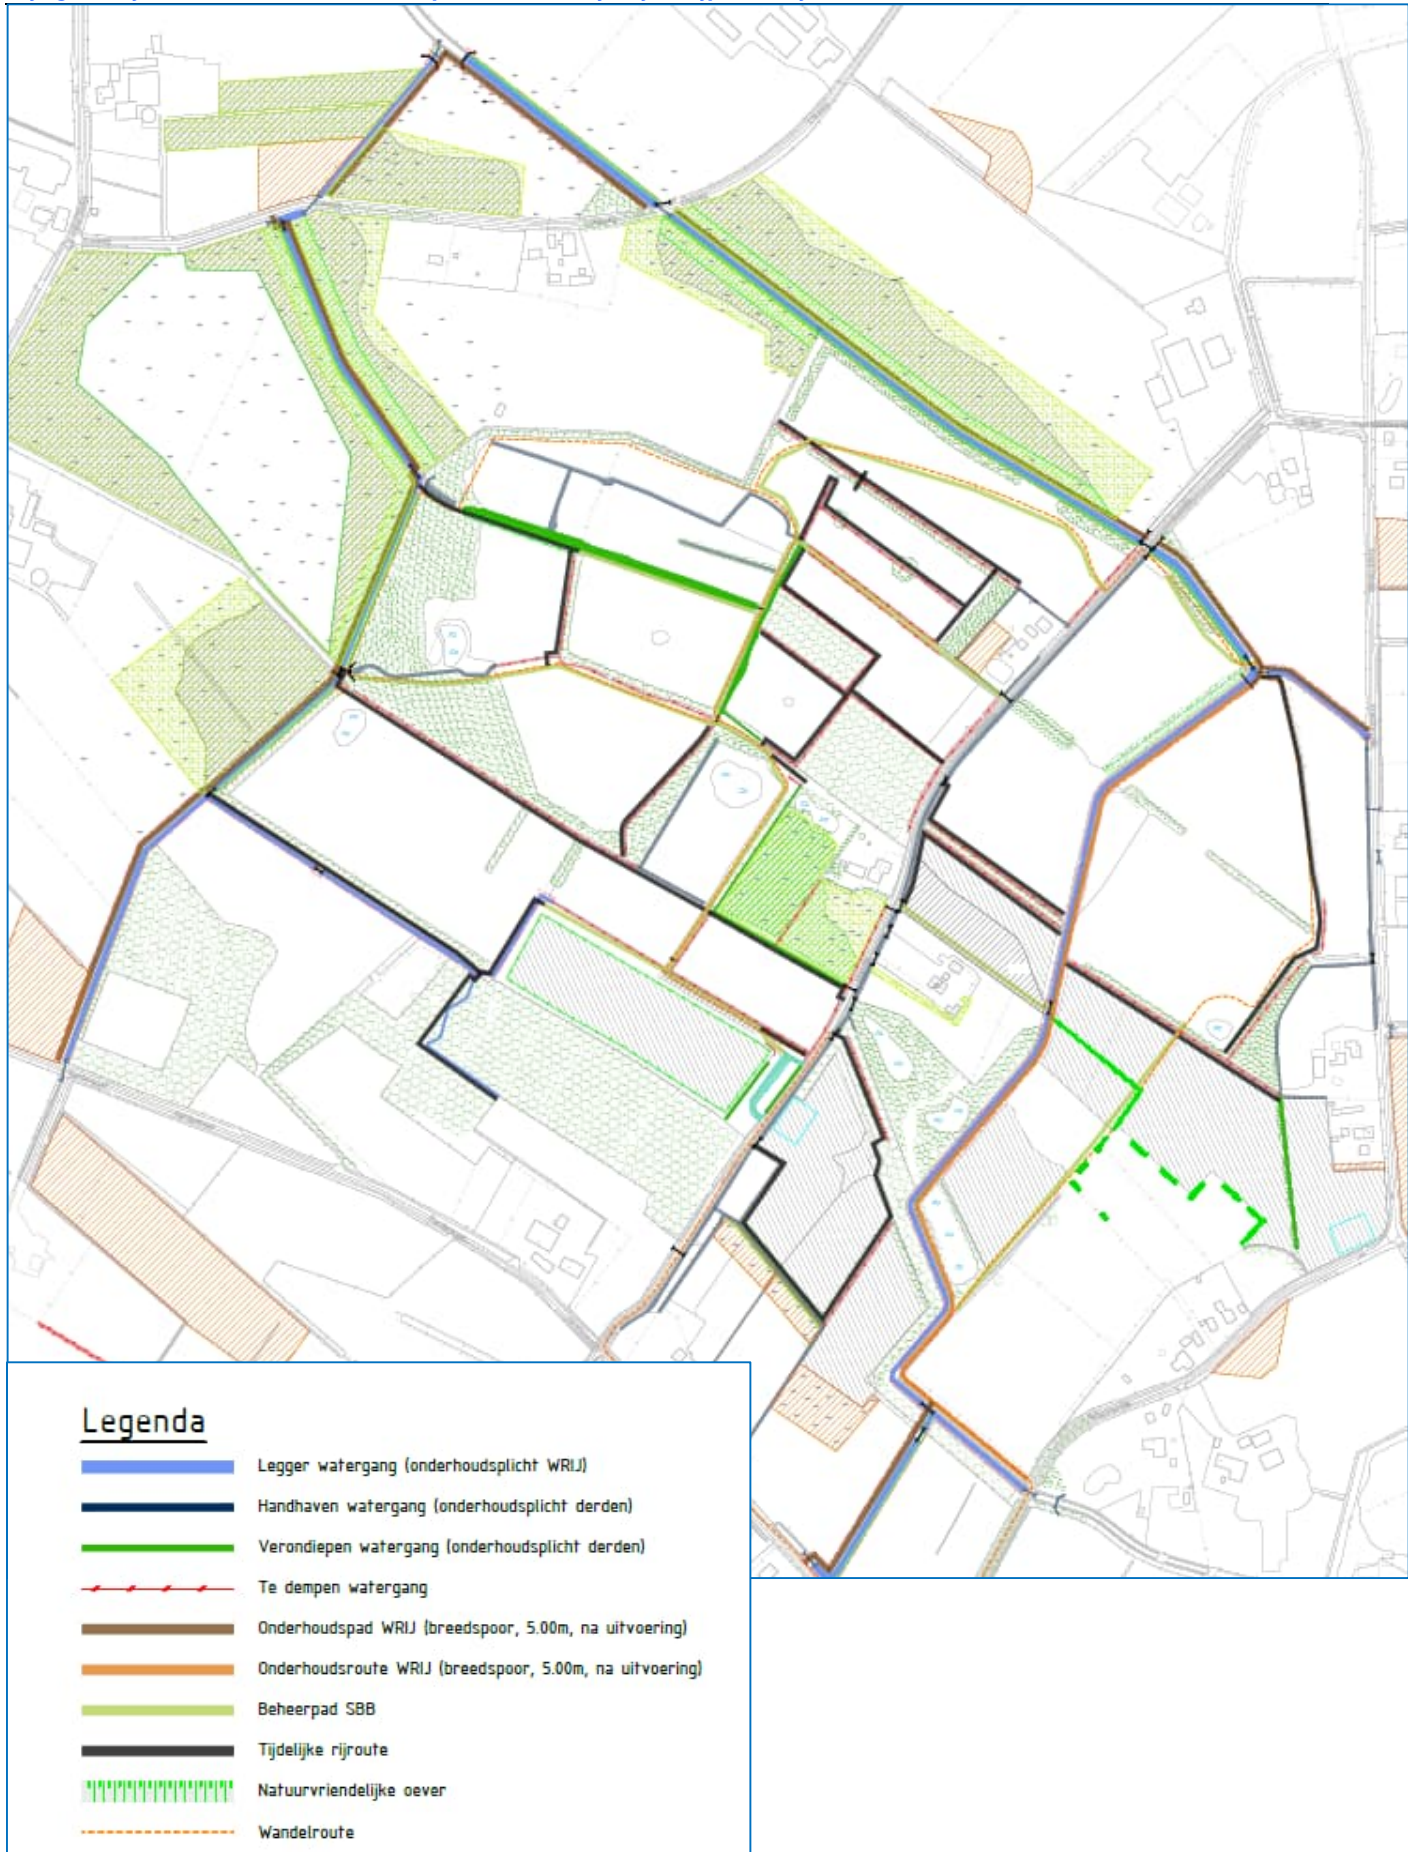 Legenda
Legger watergang (onderhoudsplicht WRIJ)
Handhaven watergang (onderhoudsplicht derden)
Verondiepen watergang (onderhoudsplicht derden)
Te dempen watergang
Onderhoudspad WRIJ (breedspoor, 5.00m, na uitvoering)
Onderhoudsroute WRIJ (breedspoor, 5.00m, na uitvoering)
Beheerpad SBB
Tijdelijke rijroute
Natuurvriendelijke oever
Wandelroute